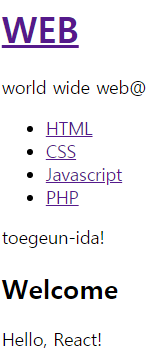 WEB
world wide web@
HTML
CSS
Javascript
PHP
toegeun-ida!
Welcome
Hello, React!